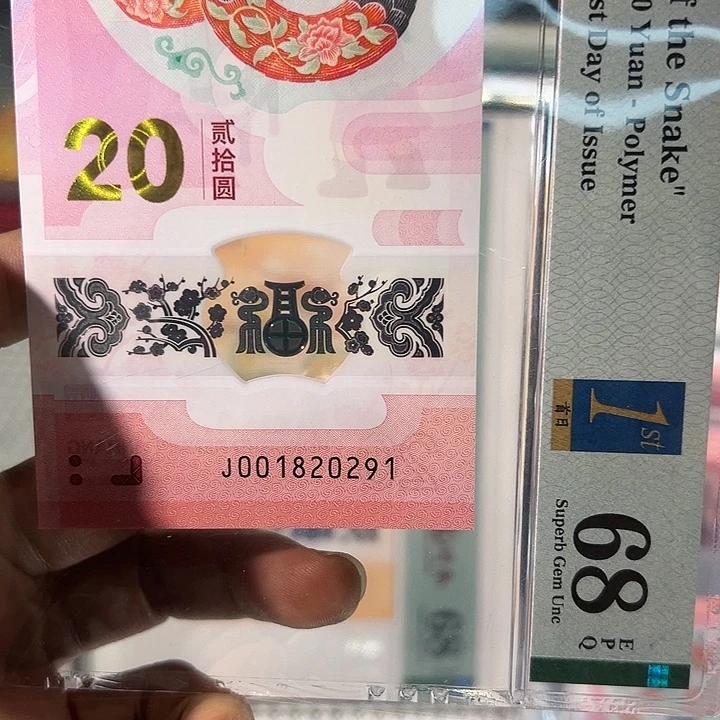 20
贰拾圆
J001820291
f the Snake"
0 Yuan - Polymer
st Day of Issue
1st
首日
68
EPQ
Superb Gem Unc
68